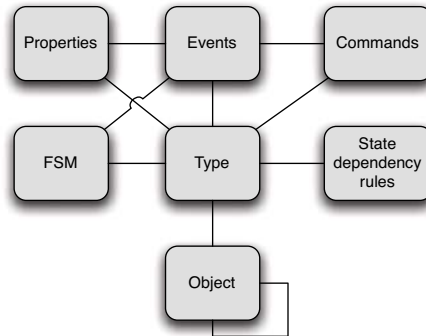 Properties
Events
Commands
FSM
Type
State
dependency
rules
Object